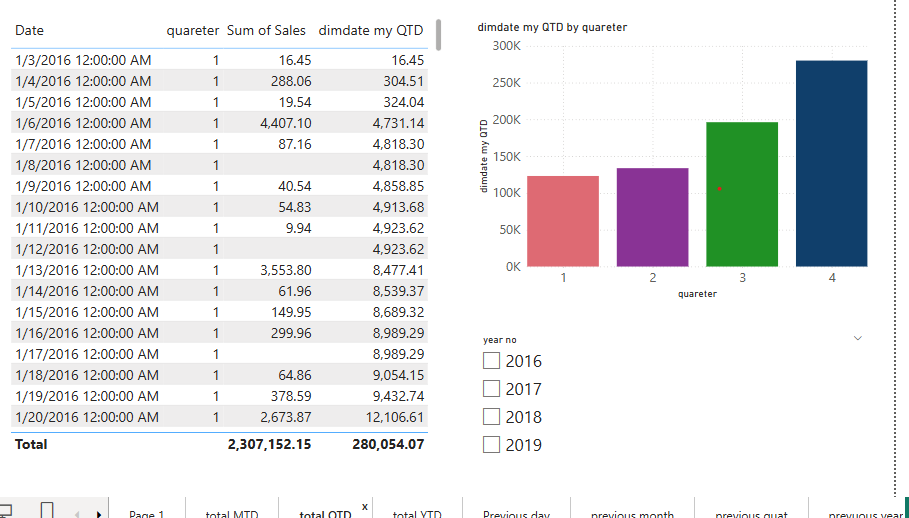 Date quareter Sum of Sales dimdate my QTD
1/3/2016 12:00:00 AM 1 16.45 16.45
1/4/2016 12:00:00 AM 1 288.06 304.51
1/5/2016 12:00:00 AM 1 19.54 324.04
1/6/2016 12:00:00 AM 1 4,407.10 4,731.14
1/7/2016 12:00:00 AM 1 87.16 4,818.30
1/8/2016 12:00:00 AM 1 4,818.30
1/9/2016 12:00:00 AM 1 40.54 4,858.85
1/10/2016 12:00:00 AM 1 54.83 4,913.68
1/11/2016 12:00:00 AM 1 9.94 4,923.62
1/12/2016 12:00:00 AM 1 4,923.62
1/13/2016 12:00:00 AM 1 3,553.80 8,477.41
1/14/2016 12:00:00 AM 1 61.96 8,539.37
1/15/2016 12:00:00 AM 1 149.95 8,689.32
1/16/2016 12:00:00 AM 1 299.96 8,989.29
1/17/2016 12:00:00 AM 1 8,989.29
1/18/2016 12:00:00 AM 1 64.86 9,054.15
1/19/2016 12:00:00 AM 1 378.59 9,432.74
1/20/2016 12:00:00 AM 1 2,673.87 12,106.61
Total 2,307,152.15 280,054.07
dimdate my QTD by quareter
dimdate my QTD
300K
250K
200K
150K
100K
50K
0K
1 2 3 4
quareter
year no
2016
2017
2018
2019
Page 1 total MTD total QTD x total YTD Previous day previous month previous quat prevuous year